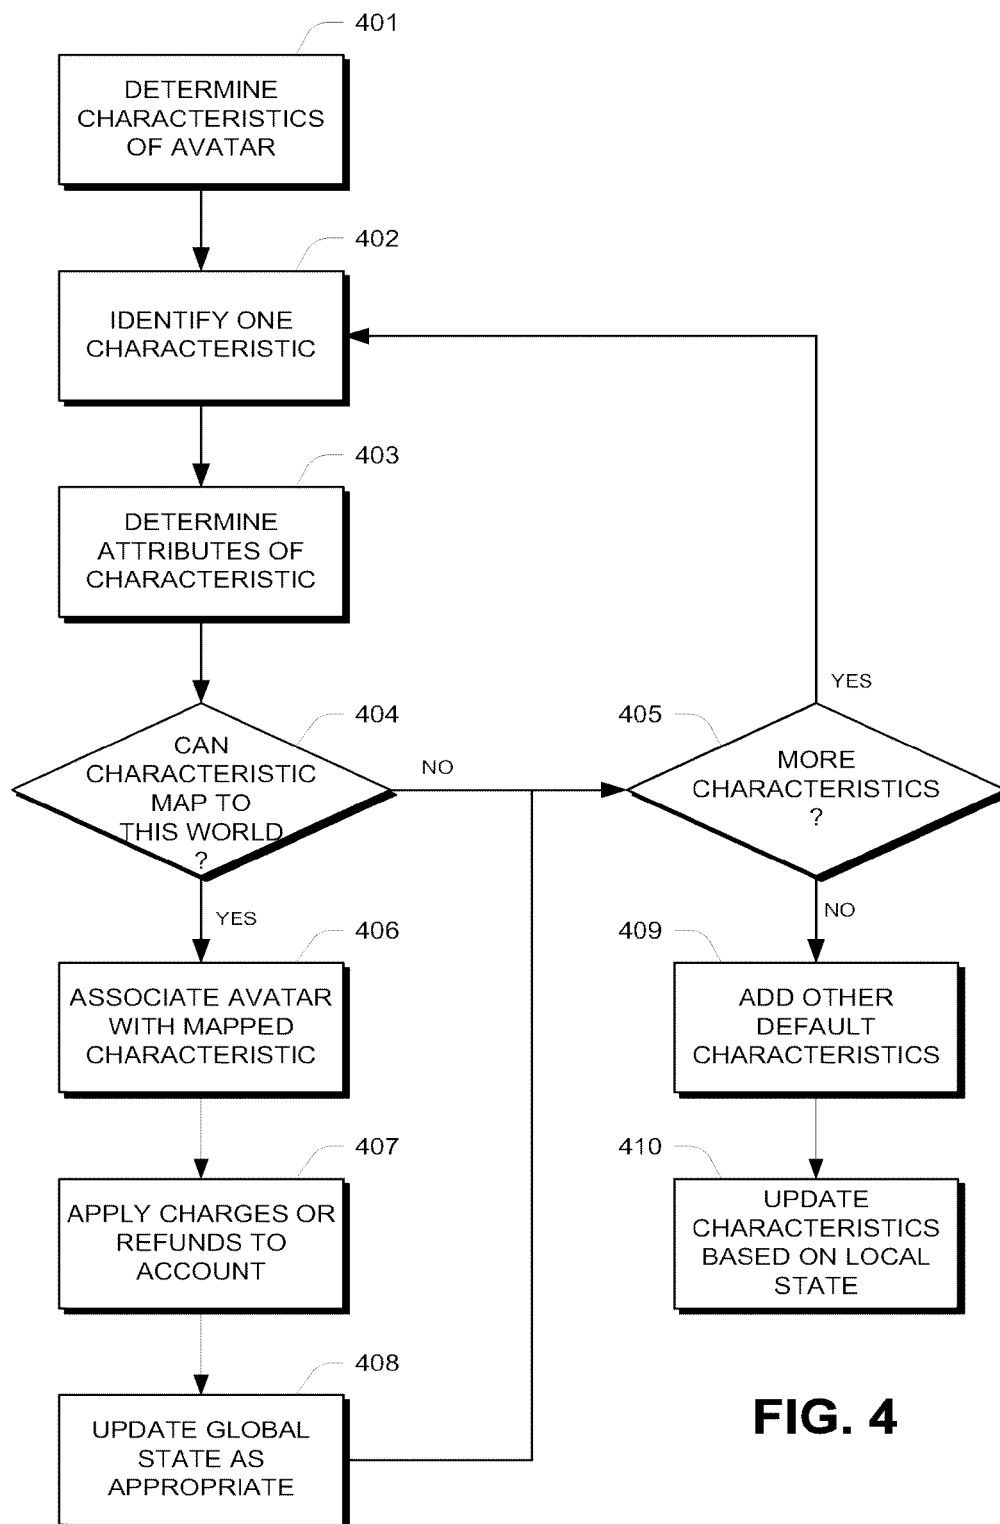 401
DETERMINE
CHARACTERISTICS
OF AVATAR
402
IDENTIFY ONE
CHARACTERISTIC
403
DETERMINE
ATTRIBUTES OF
CHARACTERISTIC
404
CAN
CHARACTERISTIC
MAP TO
THIS WORLD
?
NO
YES
405
MORE
CHARACTERISTICS
?
YES
NO
406
ASSOCIATE AVATAR
WITH MAPPED
CHARACTERISTIC
407
APPLY CHARGES OR
REFUNDS TO
ACCOUNT
408
UPDATE GLOBAL
STATE AS
APPROPRIATE
409
ADD OTHER
DEFAULT
CHARACTERISTICS
410
UPDATE
CHARACTERISTICS
BASED ON LOCAL
STATE
FIG. 4